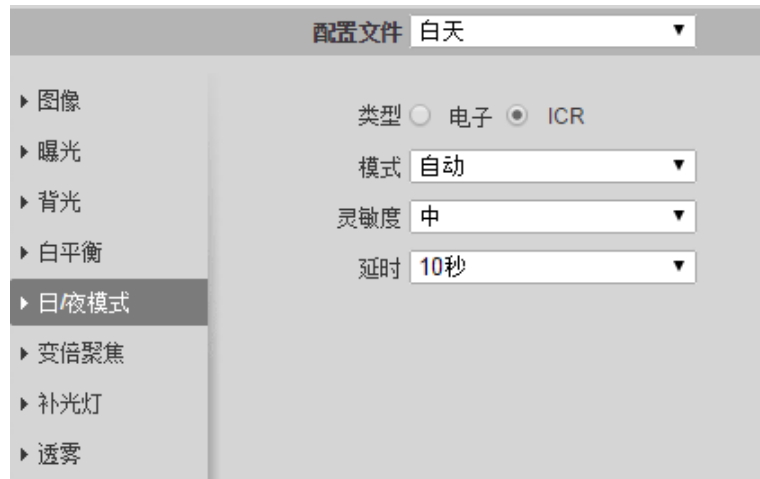 配置文件 白天
图像
曝光
背光
白平衡
日/夜模式
变倍聚焦
补光灯
透雾
类型 电子 ICR
模式 自动
灵敏度 中
延时 10秒